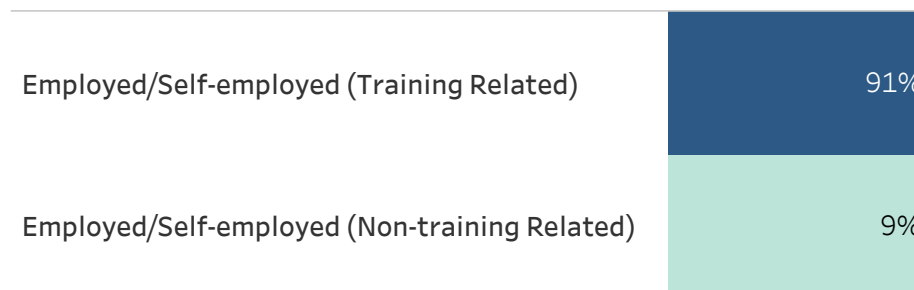 Employed/Self-employed (Training Related) 91%
Employed/Self-employed (Non-training Related) 9%